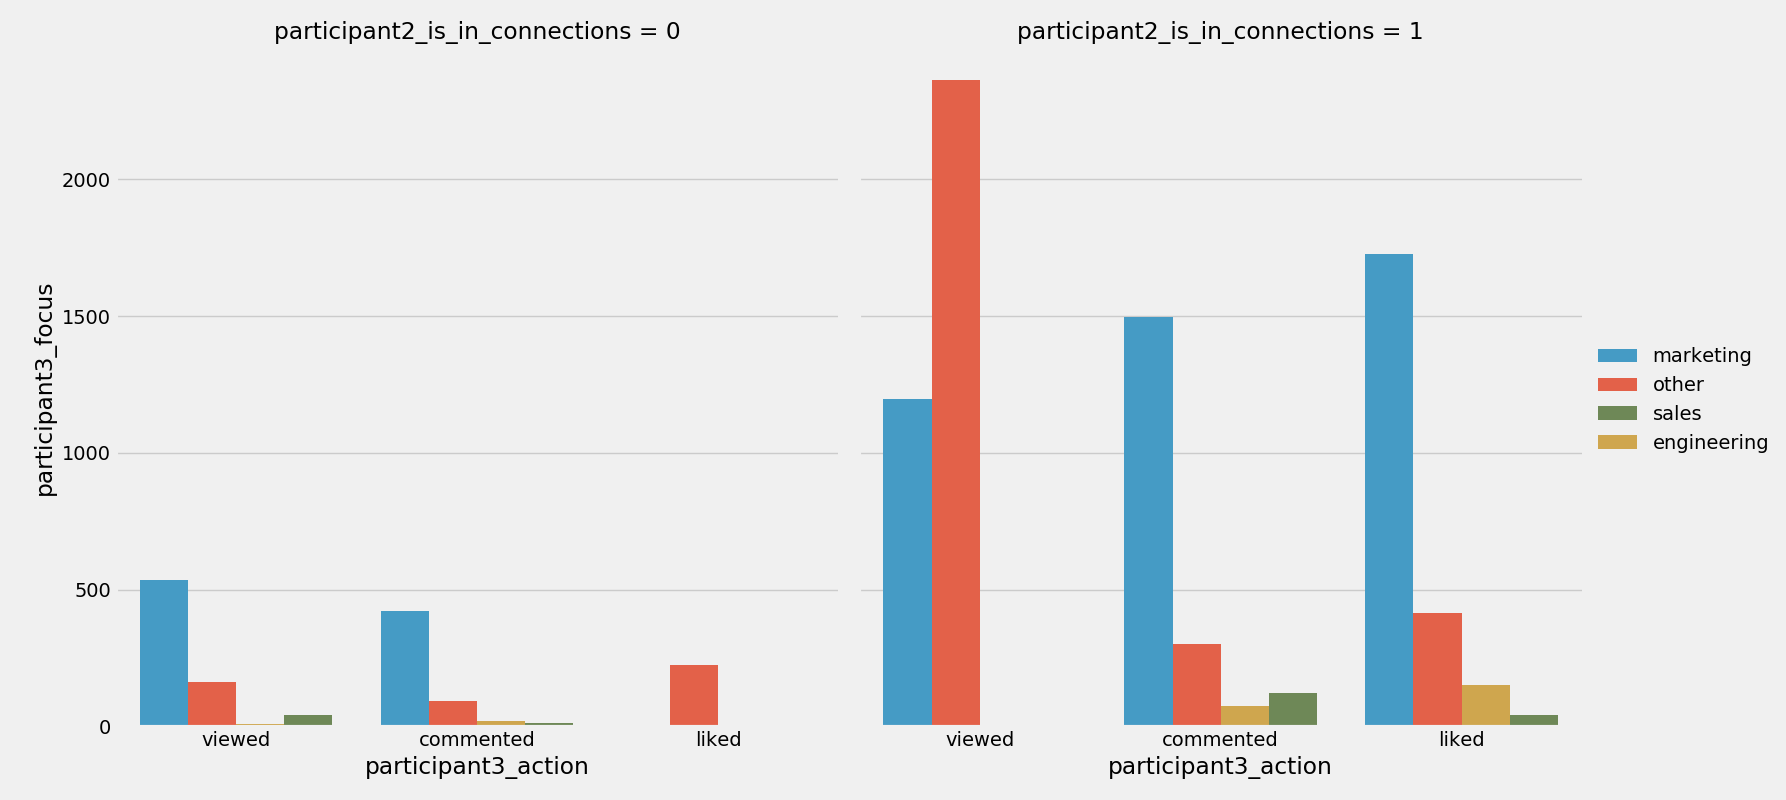 participant2_is_in_connections = 0
participant2_is_in_connections = 1
participant3_focus
2000
1500
1000
500
0
viewed
commented
liked
viewed
commented
liked
participant3_action
participant3_action
marketing
other
sales
engineering